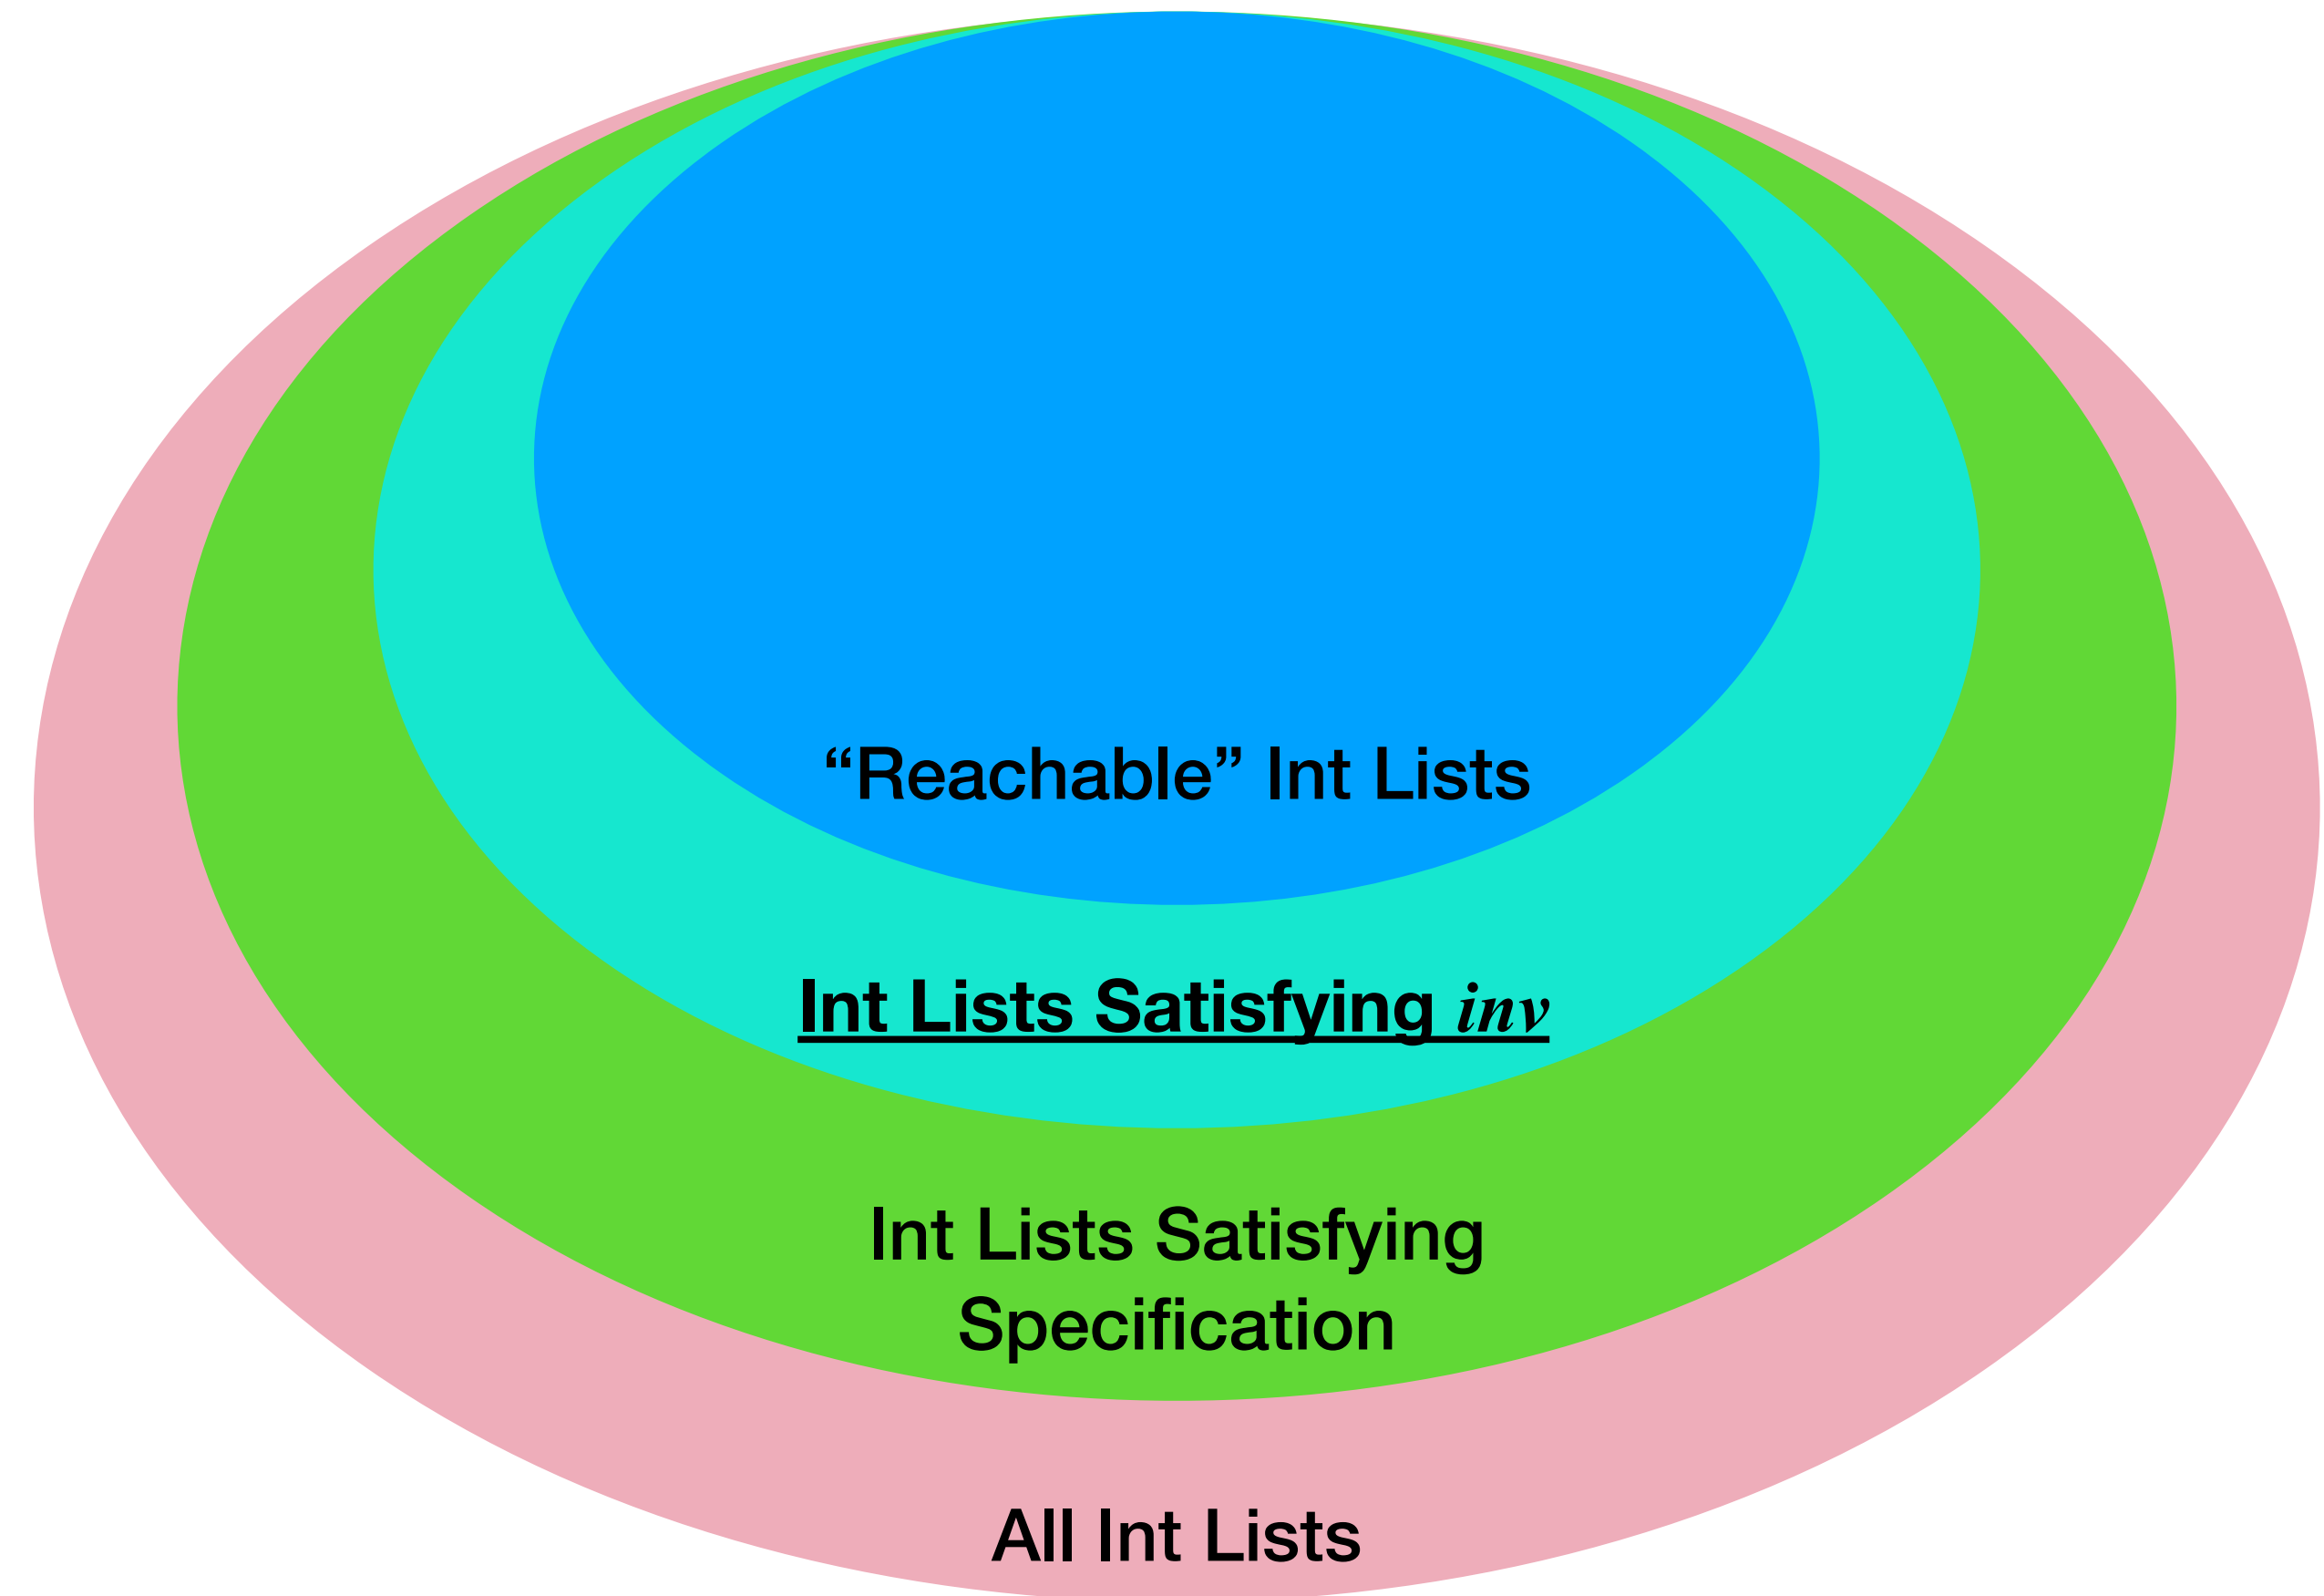 “Reachable” Int Lists
Int Lists Satisfying inv
Int Lists Satisfying
Specification
All Int Lists